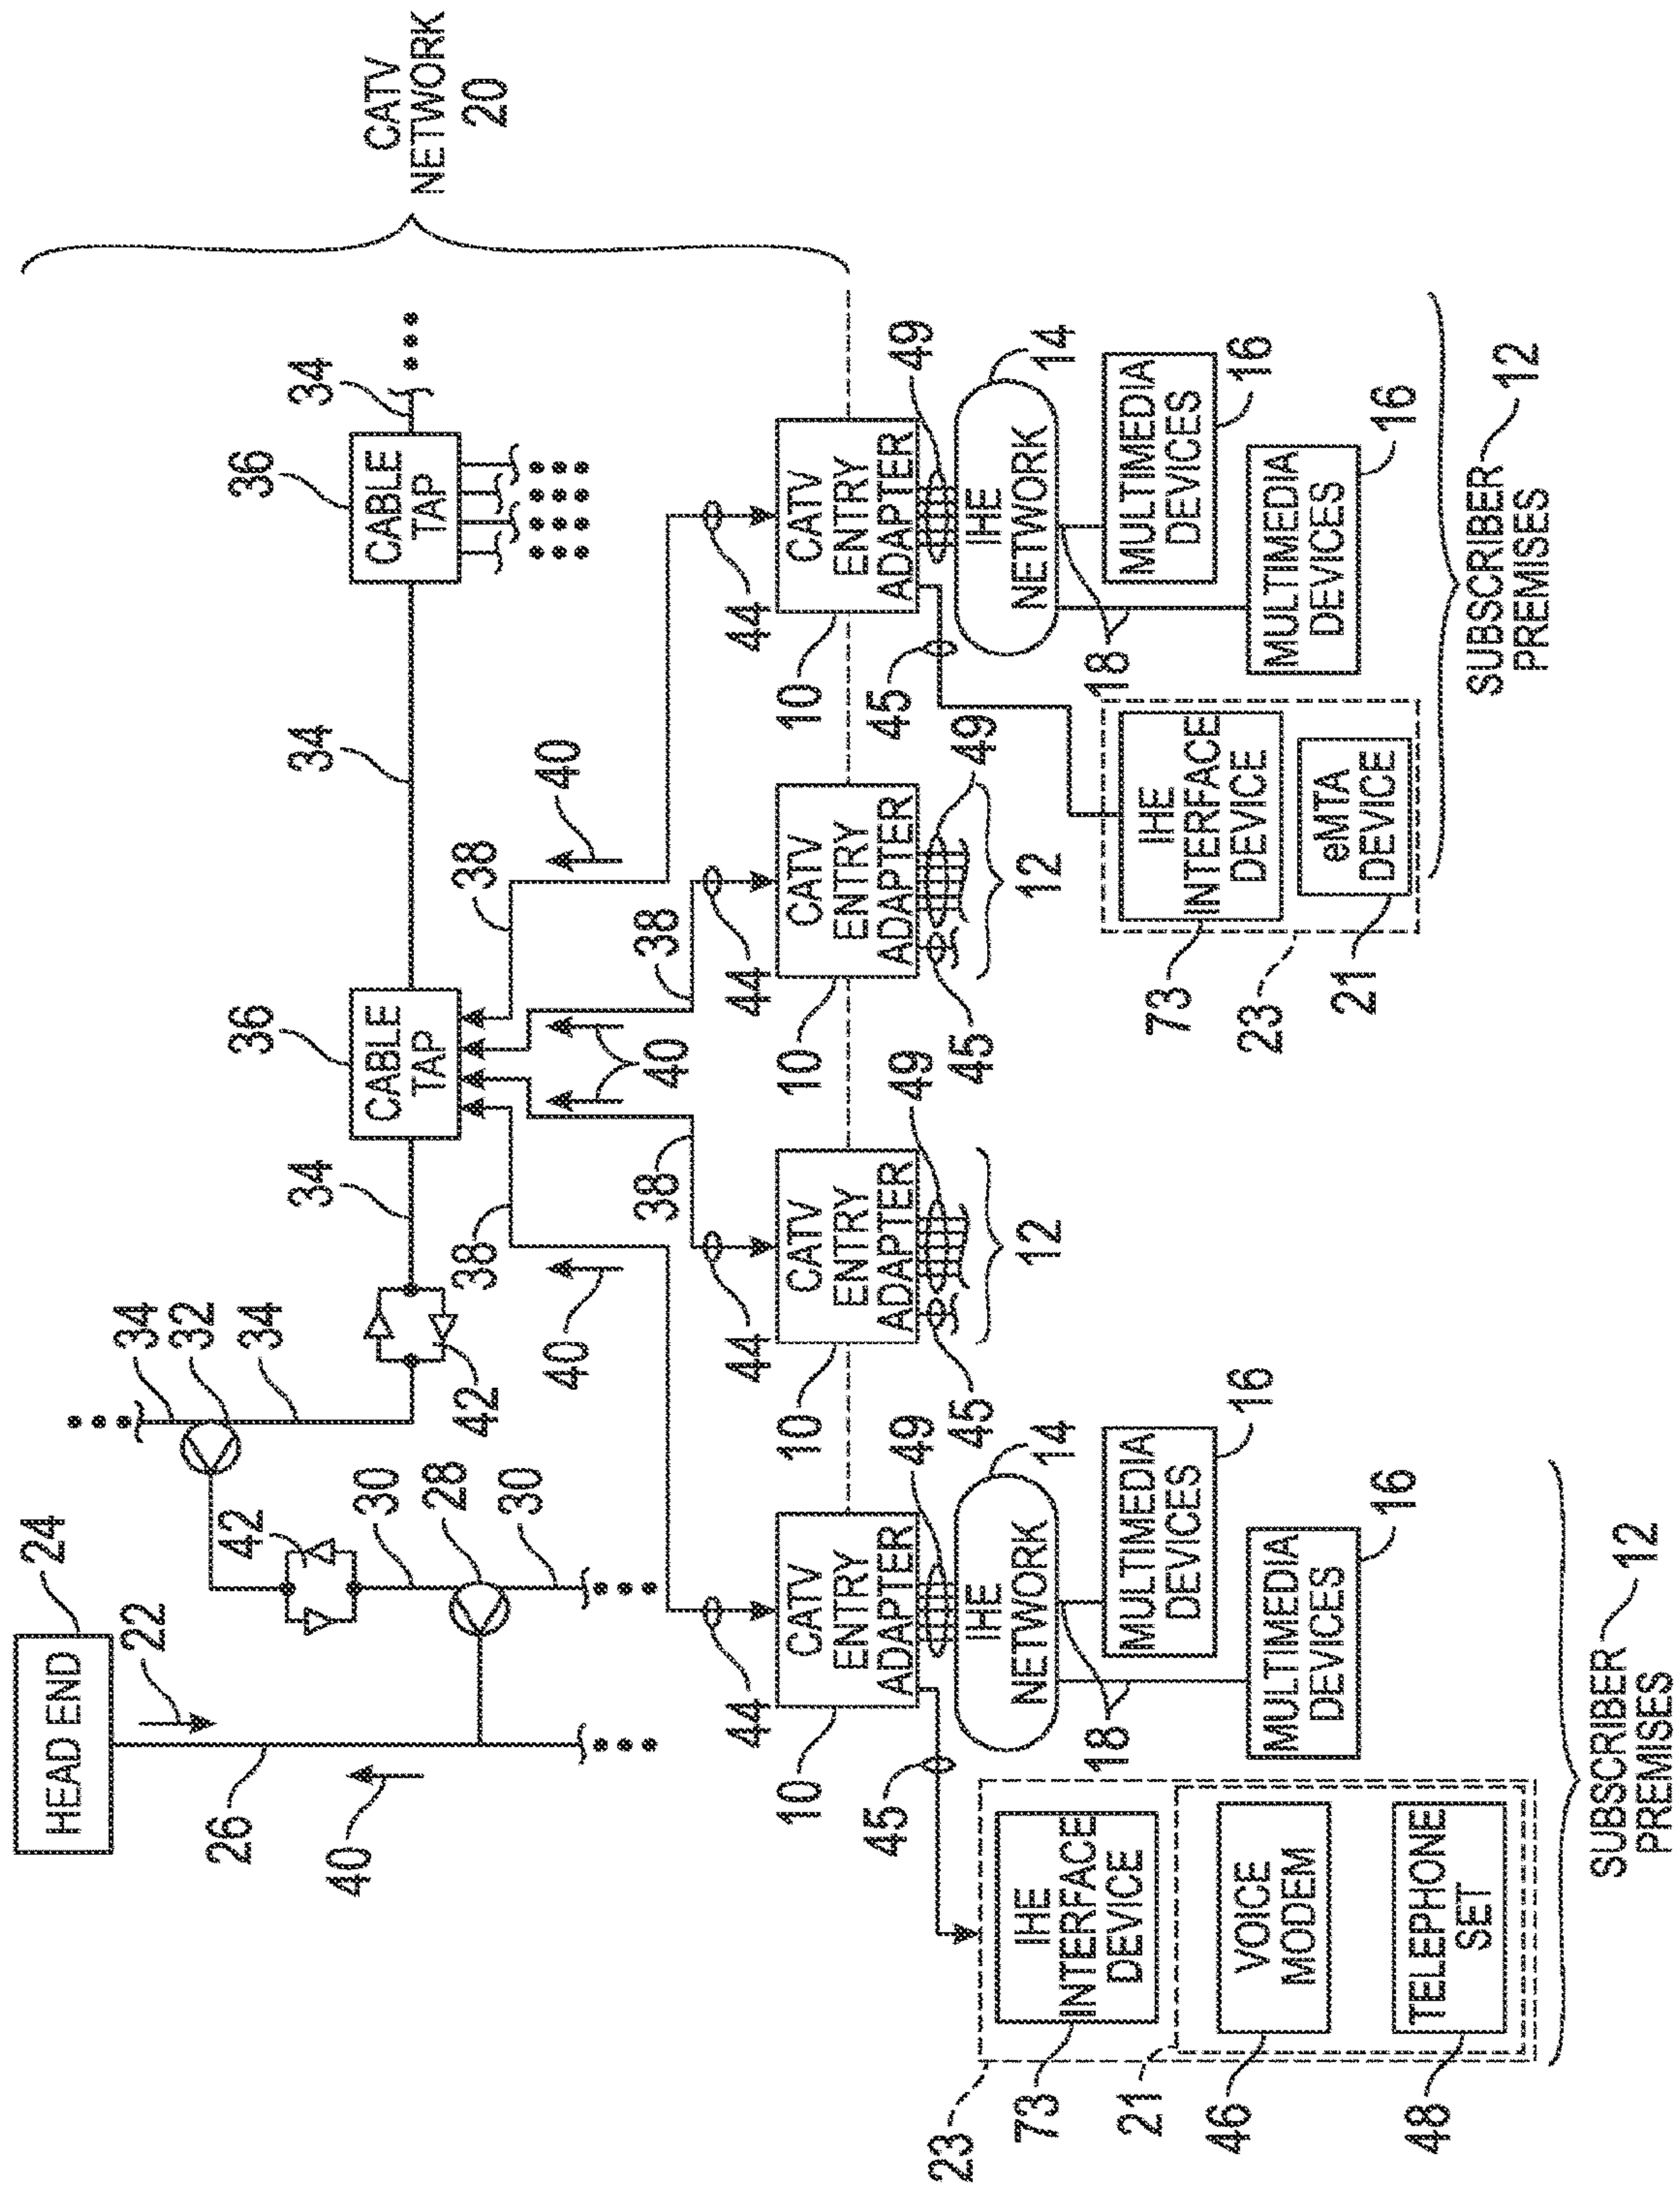 HEAD END
24
22
34
32
34
26
42
36
36
34
34
34
40
30
CATV
NETWORK
20
CABLE
TAP
CABLE
TAP
28
42
38
38
30
40
40
38
40
38
44
44
44
44
10
10
10
10
CATV
ENTRY
ADAPTER
CATV
ENTRY
ADAPTER
CATV
ENTRY
ADAPTER
CATV
ENTRY
ADAPTER
45
49
49
45
49
45
45
49
IHE
NETWORK
14
12
12
IHE
NETWORK
14
23
73
IHE
INTERFACE
DEVICE
18
MULTIMEDIA
DEVICES
16
73
IHE
INTERFACE
DEVICE
18
MULTIMEDIA
DEVICES
16
21
46
VOICE
MODEM
MULTIMEDIA
DEVICES
16
23
21
eMTA
DEVICE
MULTIMEDIA
DEVICES
16
48
TELEPHONE
SET
SUBSCRIBER
PREMISES
12
SUBSCRIBER
PREMISES
12